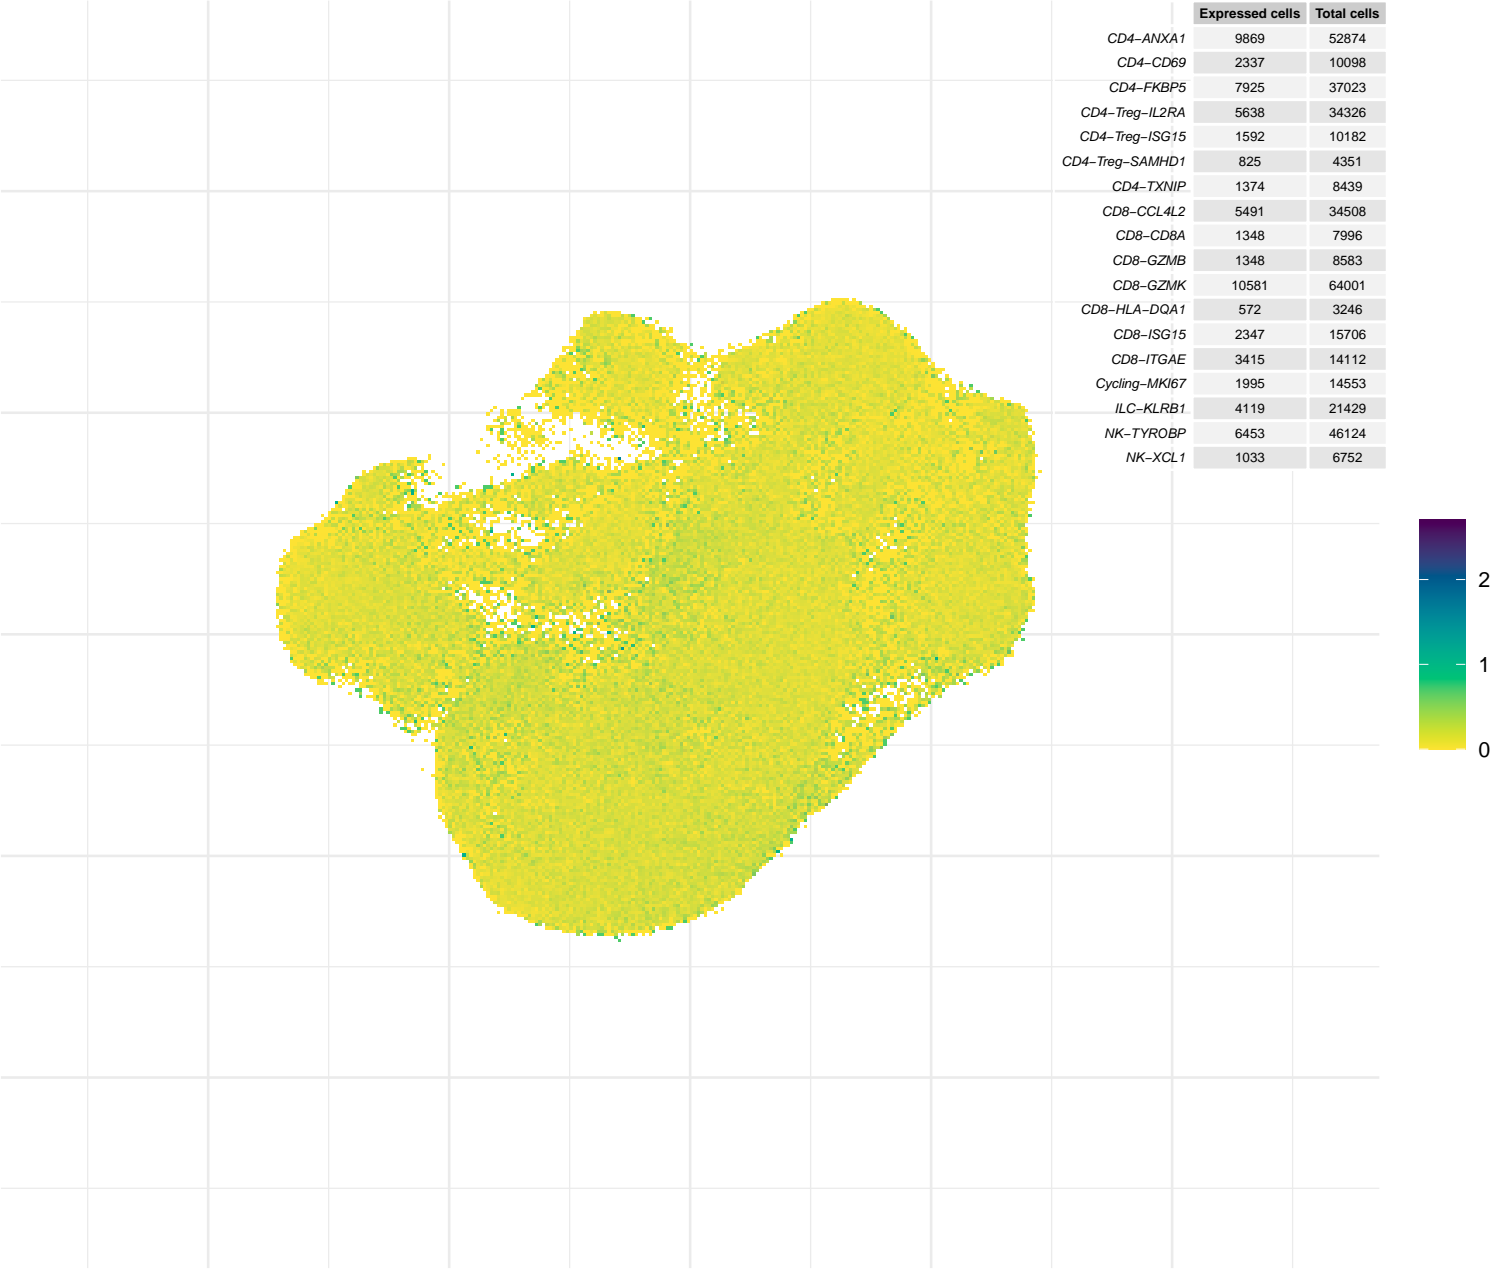 Expressed cells Total cells
CD4−ANXA1 9869 52874
CD4−CD69 2337 10098
CD4−FKBP5 7925 37023
CD4−Treg−IL2RA 5638 34326
CD4−Treg−ISG15 1592 10182
CD4−Treg−SAMHD1 825 4351
CD4−TXNIP 1374 8439
CD8−CCL4L2 5491 34508
CD8−CD8A 1348 7996
CD8−GZMB 1348 8583
CD8−GZMK 10581 64001
CD8−HLA−DQA1 572 3246
CD8−ISG15 2347 15706
CD8−ITGAE 3415 14112
Cycling−MKI67 1995 14553
ILC−KLRB1 4119 21429
NK−TYROBP 6453 46124
NK−XCL1 1033 6752
2
1
0